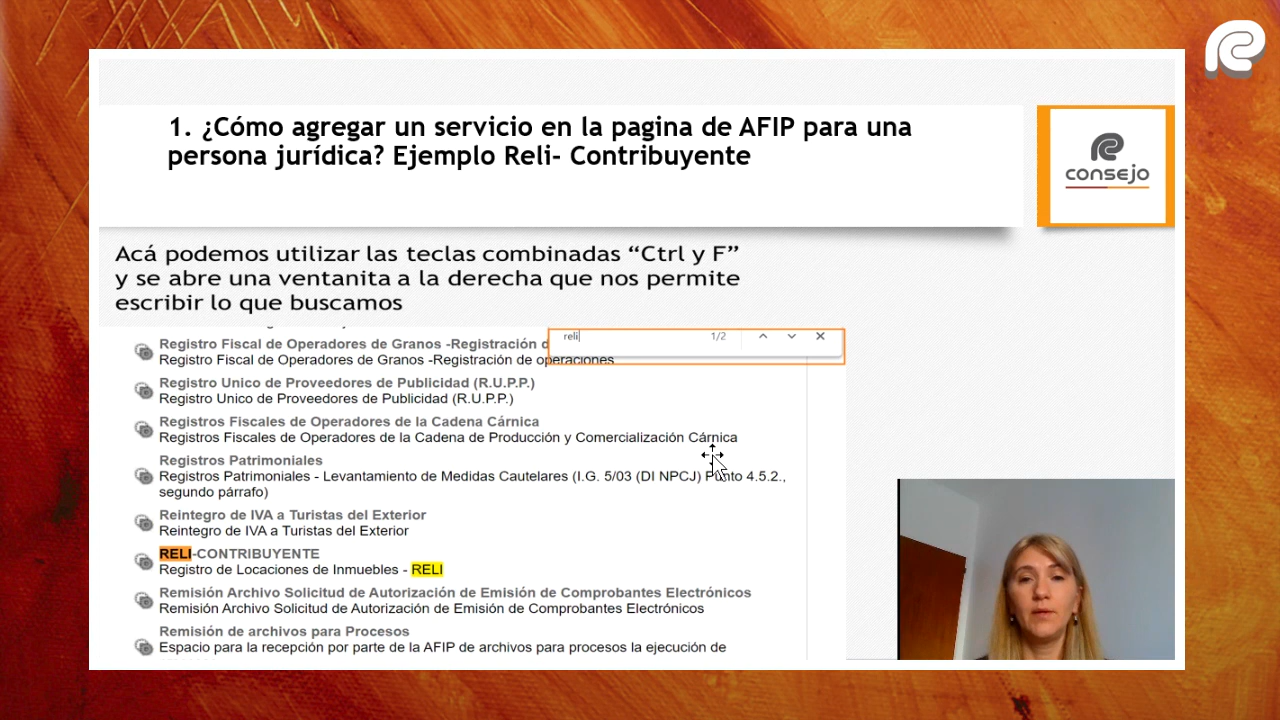 1. ¿Cómo agregar un servicio en la pagina de AFIP para una
persona jurídica? Ejemplo Reli- Contribuyente
consejo
Acá podemos utilizar las teclas combinadas “Ctrl y F”
y se abre una ventanita a la derecha que nos permite
escribir lo que buscamos
reli
1/2
Registro Fiscal de Operadores de Granos -Registración
Registro Fiscal de Operadores de Granos -Registración de operaciones
Registro Unico de Proveedores de Publicidad (R.U.P.P.)
Registro Unico de Proveedores de Publicidad (R.U.P.P.)
Registros Fiscales de Operadores de la Cadena Cárnica
Registros Fiscales de Operadores de la Cadena de Producción y Comercialización Cárnica
Registros Patrimoniales
Registros Patrimoniales - Levantamiento de Medidas Cautelares (I.G. 5/03 (DI NPCJ) Punto 4.5.2.,
segundo párrafo)
Reintegro de IVA a Turistas del Exterior
Reintegro de IVA a Turistas del Exterior
RELI-CONTRIBUYENTE
Registro de Locaciones de Inmuebles - RELI
Remisión Archivo Solicitud de Autorización de Emisión de Comprobantes Electrónicos
Remisión Archivo Solicitud de Autorización de Emisión de Comprobantes Electrónicos
Remisión de archivos para Procesos
Espacio para la recepción por parte de la AFIP de archivos para procesos la ejecución de